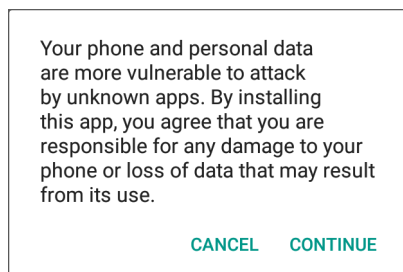 Your phone and personal data
are more vulnerable to attack
by unknown apps. By installing
this app, you agree that you are
responsible for any damage to your
phone or loss of data that may result
from its use.
CANCEL CONTINUE